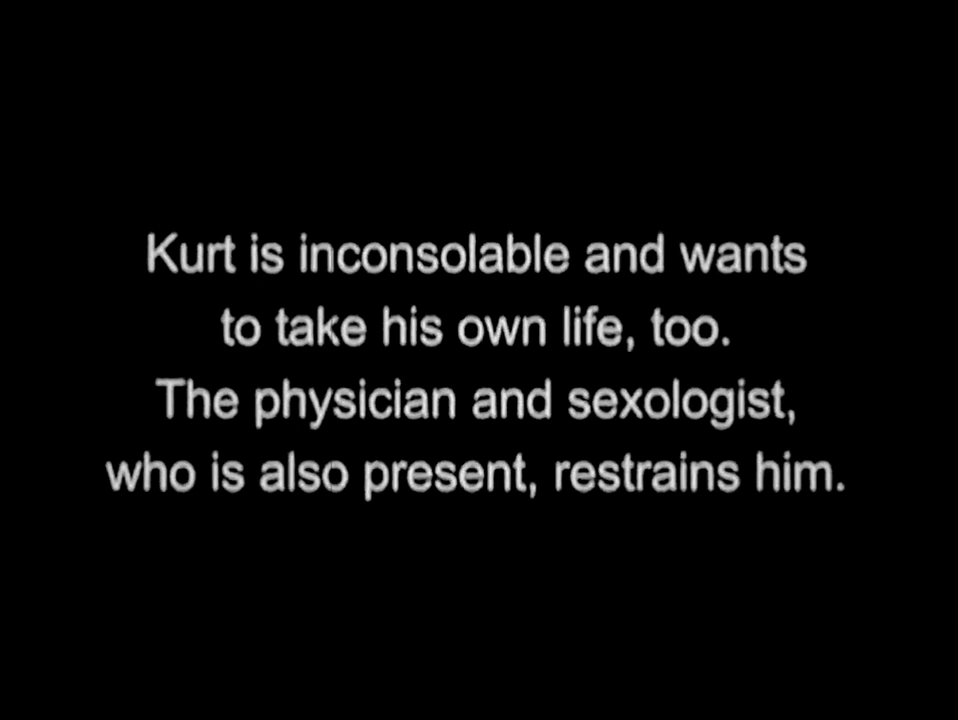 Kurt is inconsolable and wants
to take his own life, too.
The physician and sexologist,
who is also present, restrains him.